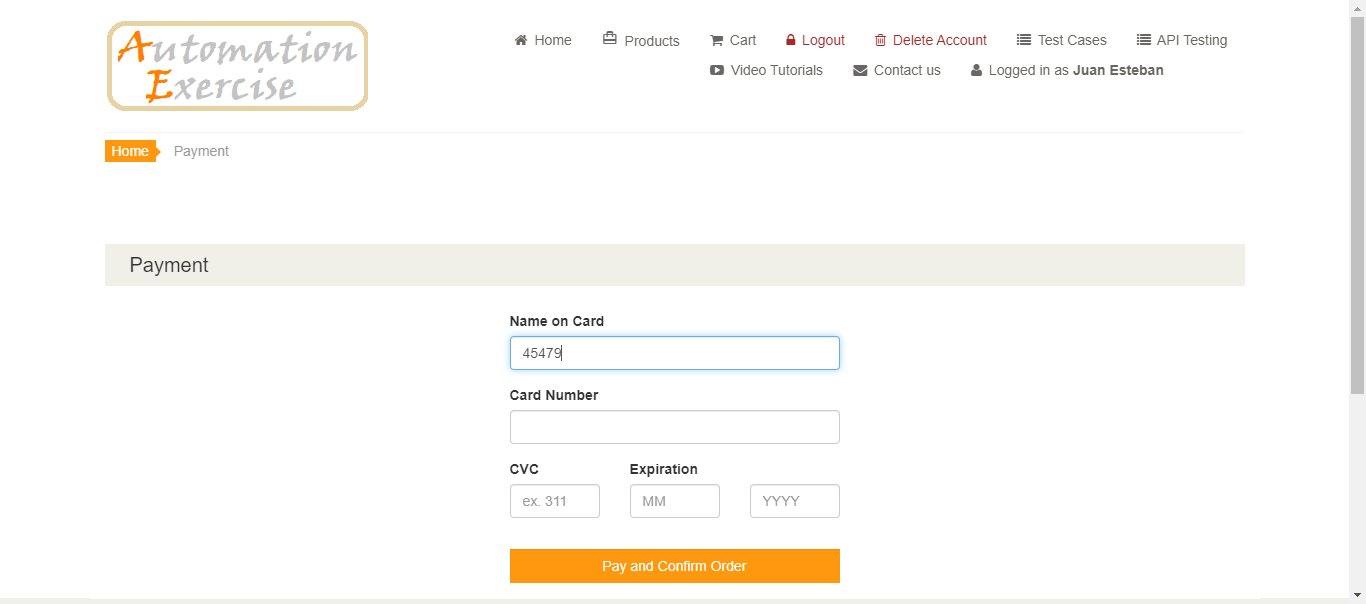 Automation
Exercise
Home Products Cart Logout Delete Account Test Cases API Testing
Video Tutorials Contact us Logged in as Juan Esteban
Home Payment
Payment
Name on Card
45479
Card Number
CVC Expiration
ex. 311 MM YYYY
Pay and Confirm Order